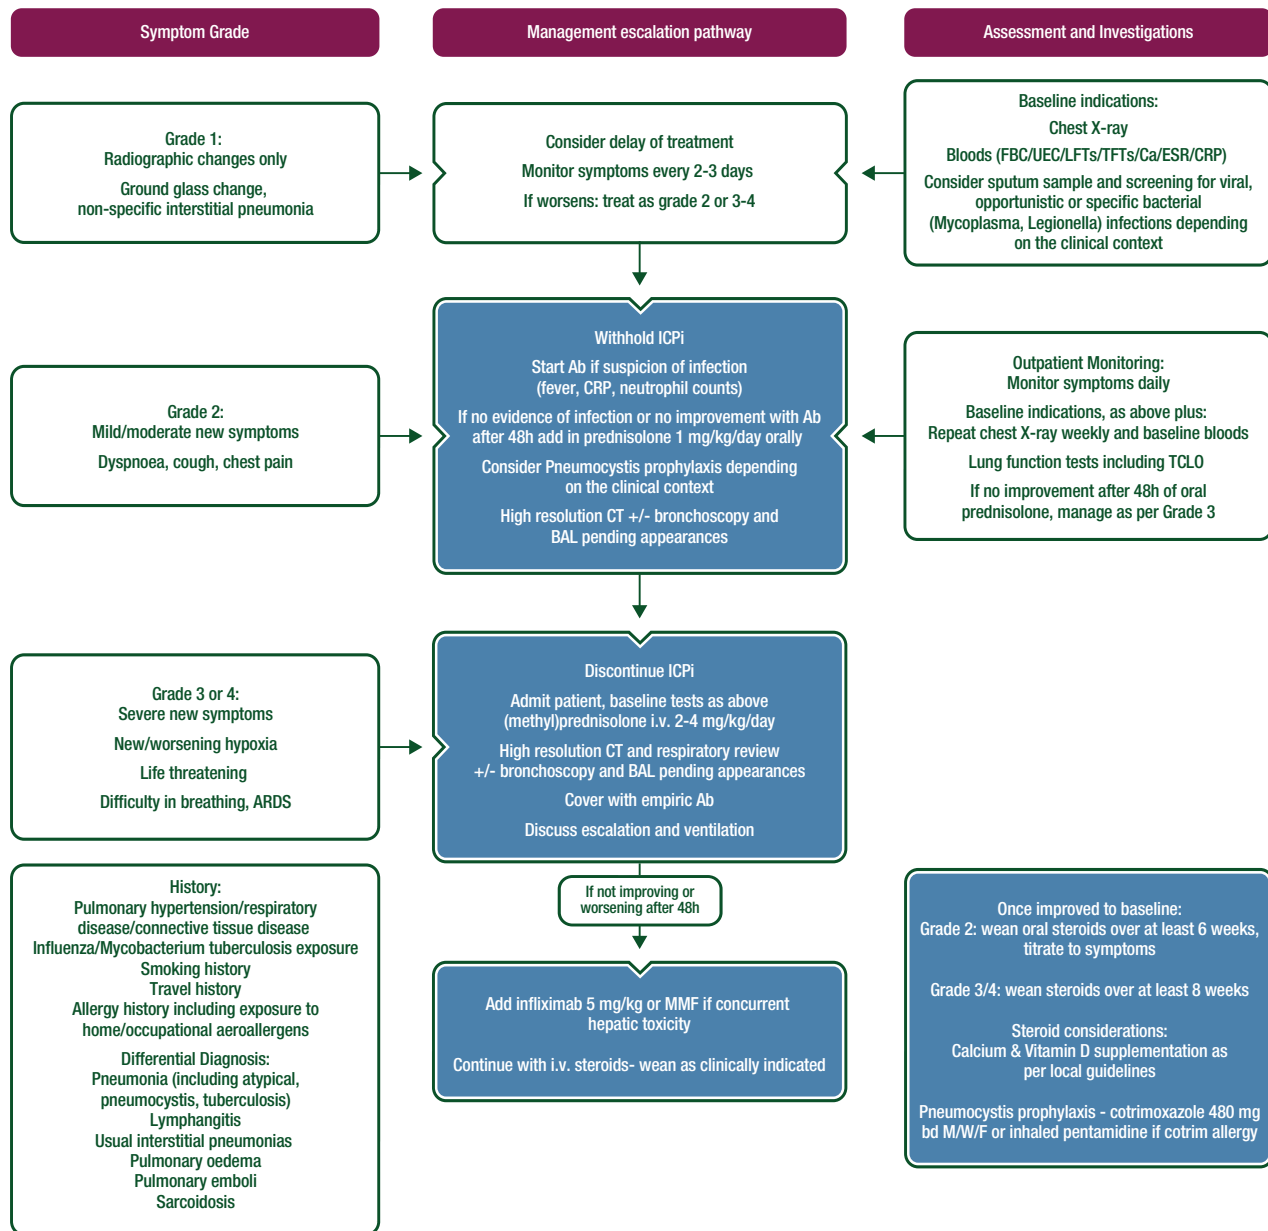 Symptom Grade
Management escalation pathway
Assessment and Investigations
Grade 1:
Radiographic changes only
Ground glass change,
non-specific interstitial pneumonia
Consider delay of treatment
Monitor symptoms every 2-3 days
If worsens: treat as grade 2 or 3-4
Baseline indications:
Chest X-ray
Bloods (FBC/UEC/LFTs/TFTs/Ca/ESR/CRP)
Consider sputum sample and screening for viral,
opportunistic or specific bacterial
(Mycoplasma, Legionella) infections depending
on the clinical context
Grade 2:
Mild/moderate new symptoms
Dyspnoea, cough, chest pain
Withhold ICPi
Start Ab if suspicion of infection
(fever, CRP, neutrophil counts)
If no evidence of infection or no improvement with Ab
after 48h add in prednisolone 1 mg/kg/day orally
Consider Pneumocystis prophylaxis depending
on the clinical context
High resolution CT +/- bronchoscopy and
BAL pending appearances
Outpatient Monitoring:
Monitor symptoms daily
Baseline indications, as above plus:
Repeat chest X-ray weekly and baseline bloods
Lung function tests including TCLO
If no improvement after 48h of oral
prednisolone, manage as per Grade 3
Grade 3 or 4:
Severe new symptoms
New/worsening hypoxia
Life threatening
Difficulty in breathing, ARDS
Discontinue ICPi
Admit patient, baseline tests as above
(methyl)prednisolone i.v. 2-4 mg/kg/day
High resolution CT and respiratory review
+/- bronchoscopy and BAL pending appearances
Cover with empiric Ab
Discuss escalation and ventilation
If not improving or
worsening after 48h
Add infliximab 5 mg/kg or MMF if concurrent
hepatic toxicity
Continue with i.v. steroids- wean as clinically indicated
History:
Pulmonary hypertension/respiratory
disease/connective tissue disease
Influenza/Mycobacterium tuberculosis exposure
Smoking history
Travel history
Allergy history including exposure to
home/occupational aeroallergens
Differential Diagnosis:
Pneumonia (including atypical,
pneumocystis, tuberculosis)
Lymphangitis
Usual interstitial pneumonias
Pulmonary oedema
Pulmonary emboli
Sarcoidosis
Once improved to baseline:
Grade 2: wean oral steroids over at least 6 weeks,
titrate to symptoms
Grade 3/4: wean steroids over at least 8 weeks
Steroid considerations:
Calcium & Vitamin D supplementation as
per local guidelines
Pneumocystis prophylaxis - cotrimoxazole 480 mg
bd M/W/F or inhaled pentamidine if cotrim allergy